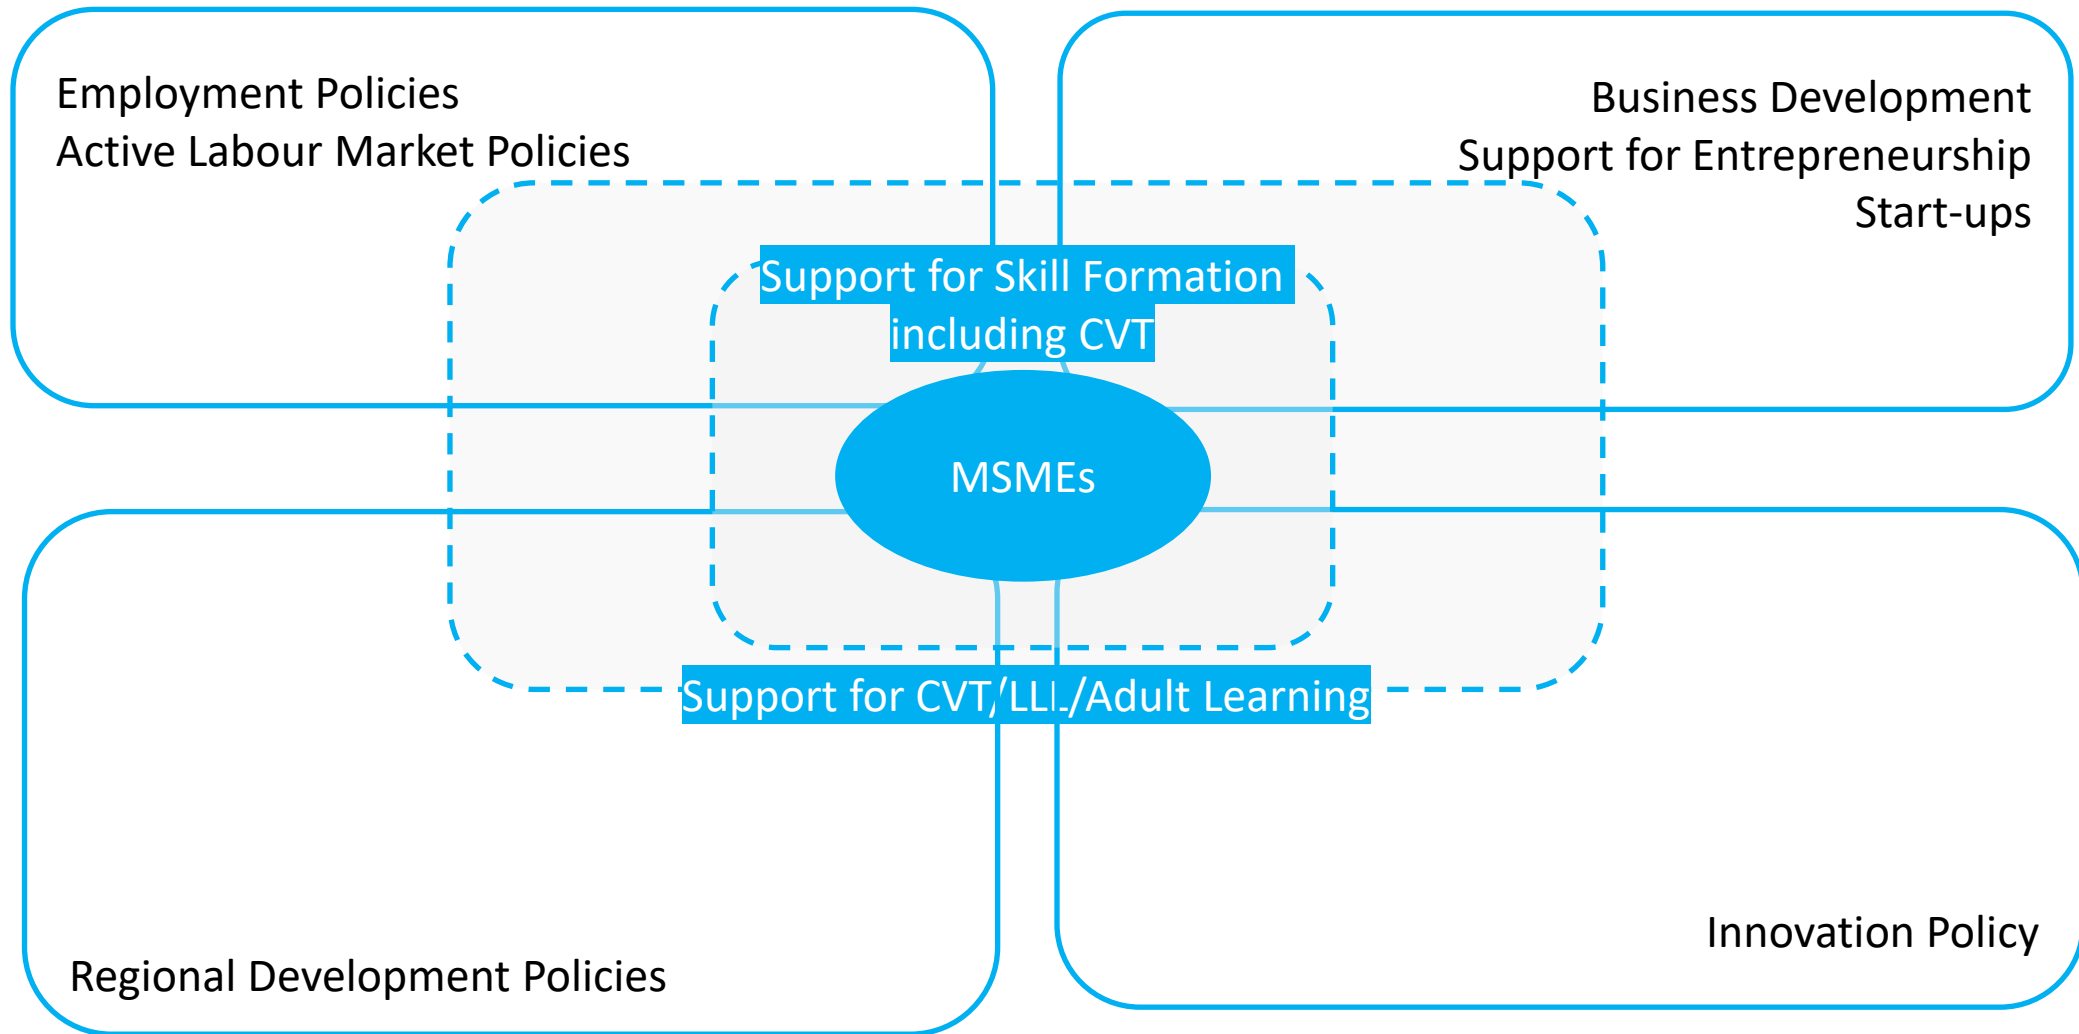 Employment Policies
Active Labour Market Policies
Business Development
Support for Entrepreneurship
Start-ups
Support for Skill Formation
including CVT
MSMEs
Support for CVT/LLL/Adult Learning
Innovation Policy
Regional Development Policies